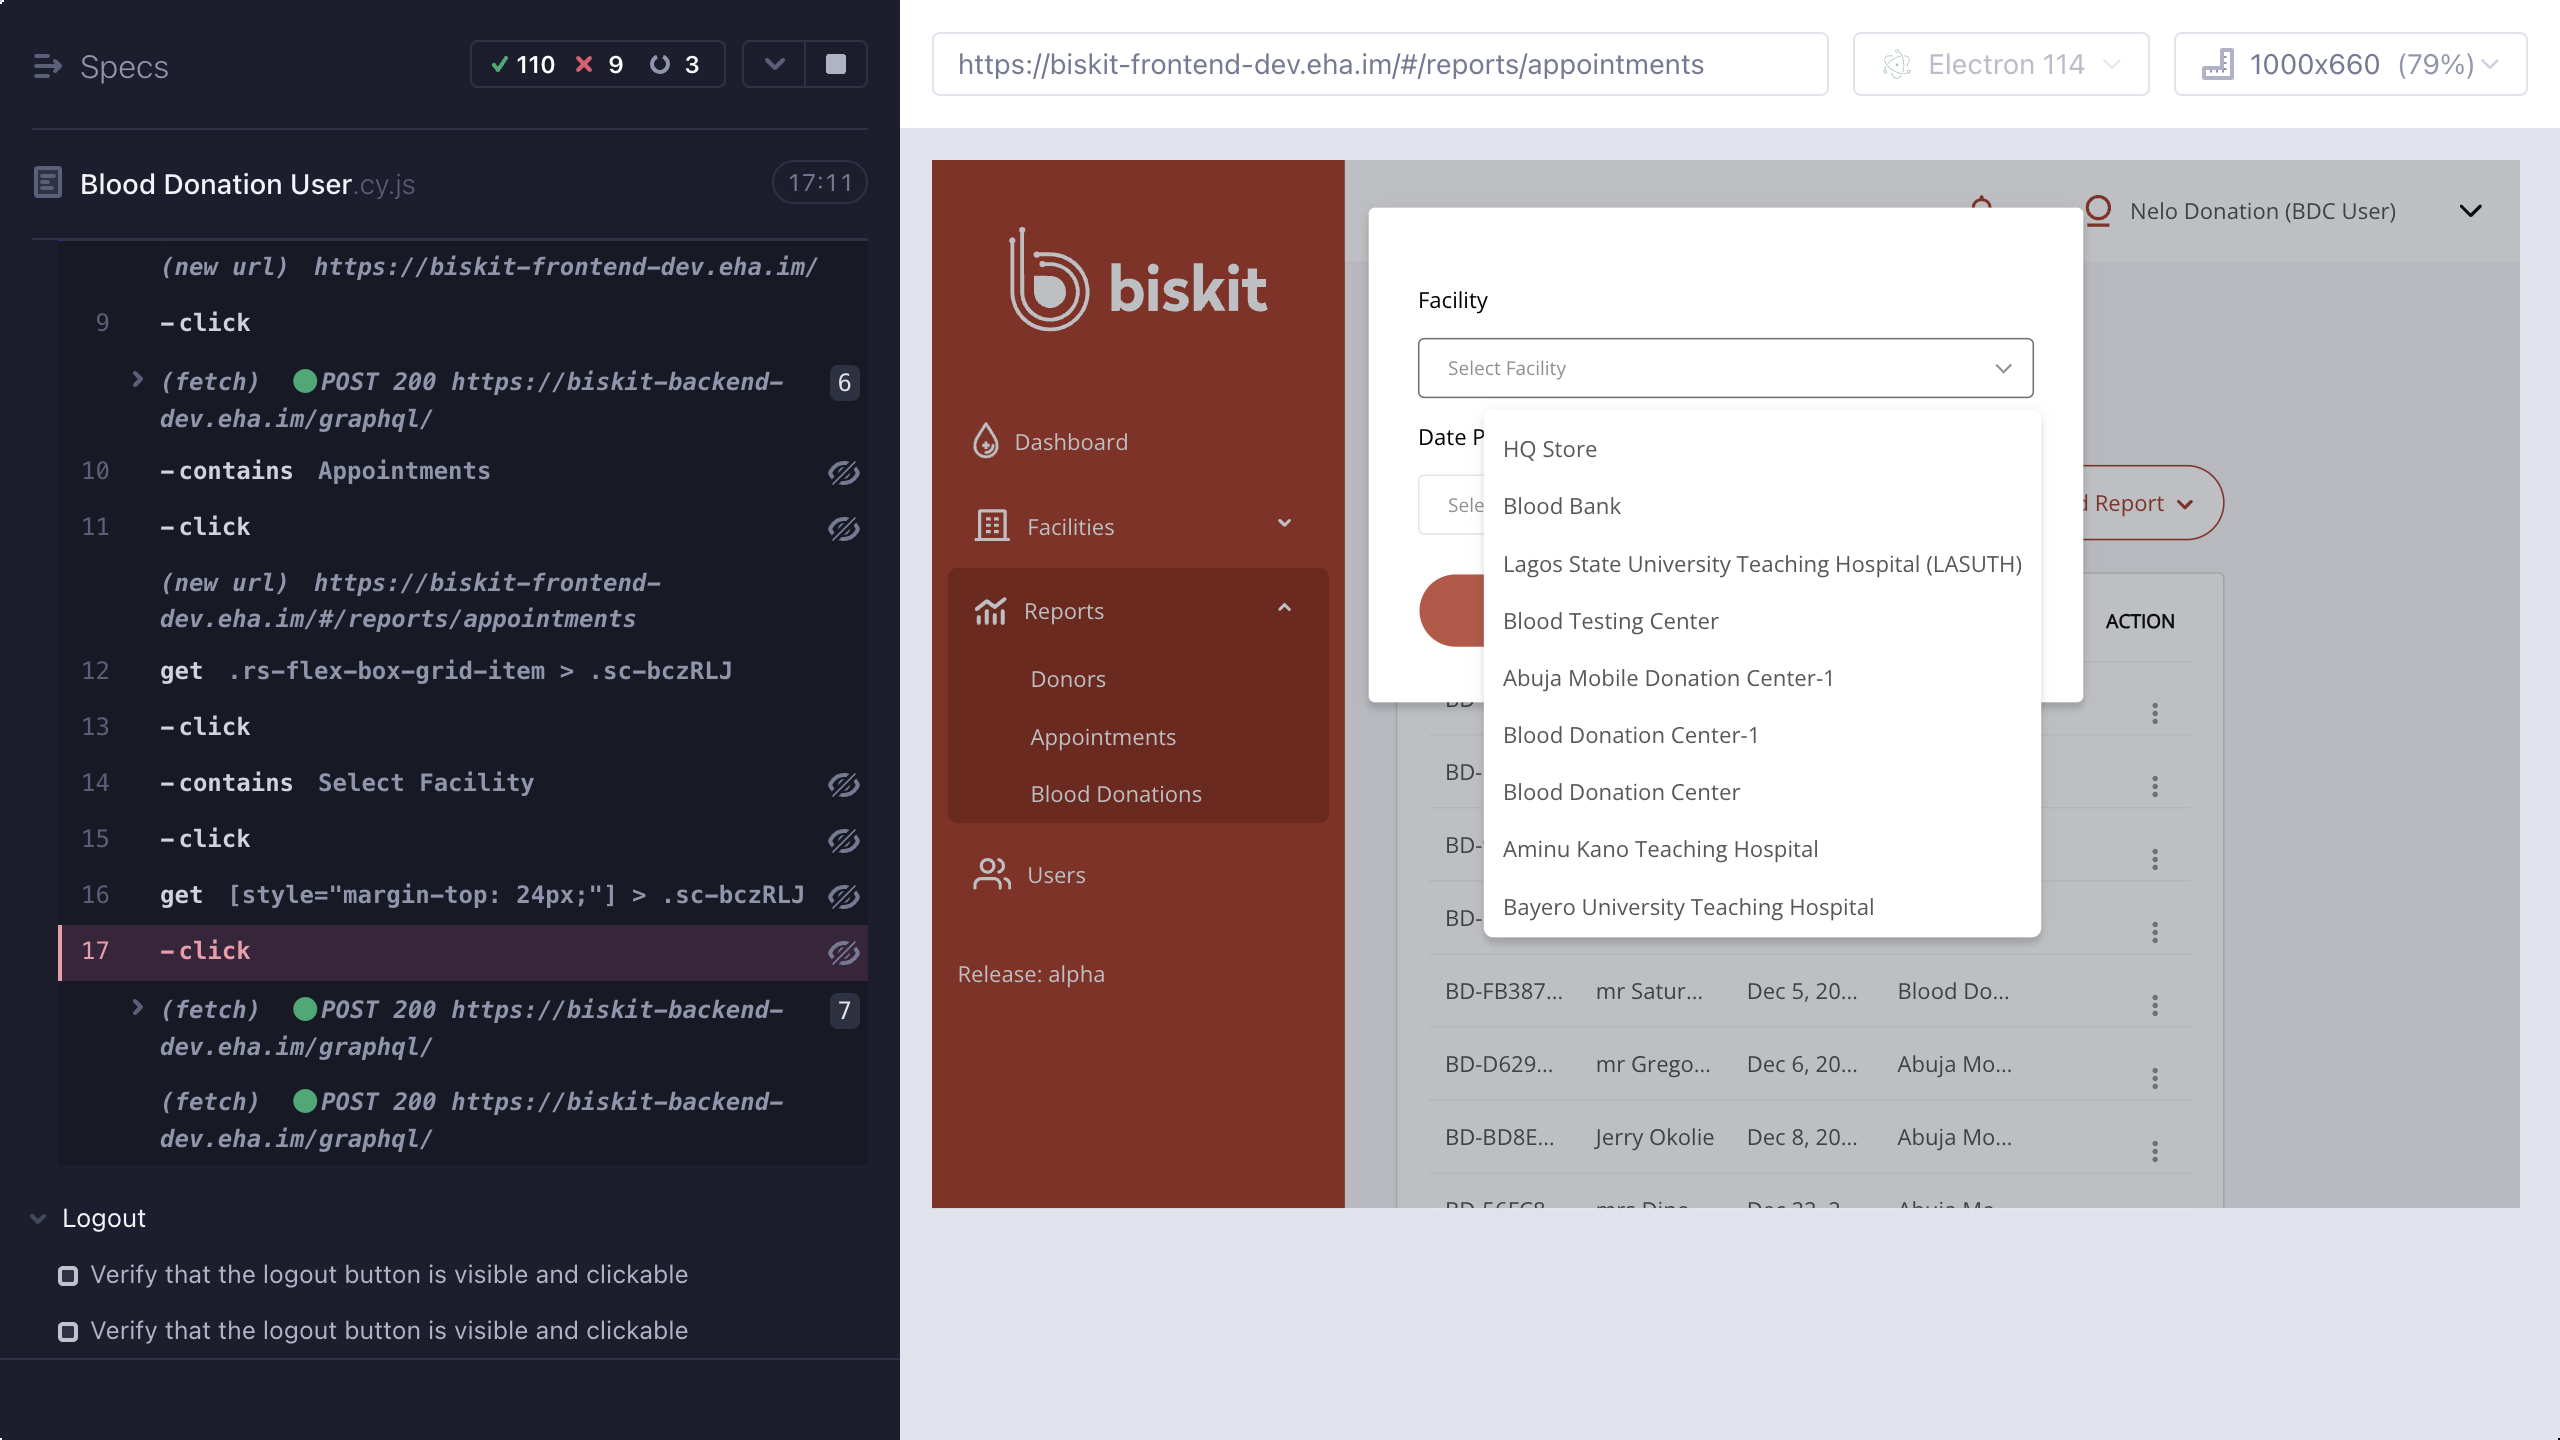 Specs
110 9 3
Blood Donation User.cy.js 17:11
(new url) https://biskit-frontend-dev.eha.im/
9 -click
(fetch) POST 200 https://biskit-backend- 6
dev.eha.im/graphql/
10 -contains Appointments
11 -click
(new url) https://biskit-frontend-
dev.eha.im/#/reports/appointments
12 get .rs-flex-box-grid-item > .sc-bczRLJ
13 -click
14 -contains Select Facility
15 -click
16 get [style="margin-top: 24px;"] > .sc-bczRLJ
17 -click
(fetch) POST 200 https://biskit-backend- 7
dev.eha.im/graphql/
(fetch) POST 200 https://biskit-backend-
dev.eha.im/graphql/
Logout
Verify that the logout button is visible and clickable
Verify that the logout button is visible and clickable
https://biskit-frontend-dev.eha.im/#/reports/appointments
Electron 114
1000x660 (79%)
biskit
Dashboard
Facilities
Reports
Donors
Appointments
Blood Donations
Users
Release: alpha
Nelo Donation (BDC User)
Facility
Select Facility
Date P
Sele
HQ Store
Blood Bank
Lagos State University Teaching Hospital (LASUTH)
Blood Testing Center
Abuja Mobile Donation Center-1
Blood Donation Center-1
Blood Donation Center
Aminu Kano Teaching Hospital
Bayero University Teaching Hospital
d Report
ACTION
BD-
BD-
BD-
BD-FB387... mr Satur... Dec 5, 20... Blood Do...
BD-D629... mr Grego... Dec 6, 20... Abuja Mo...
BD-BD8E... Jerry Okolie Dec 8, 20... Abuja Mo...